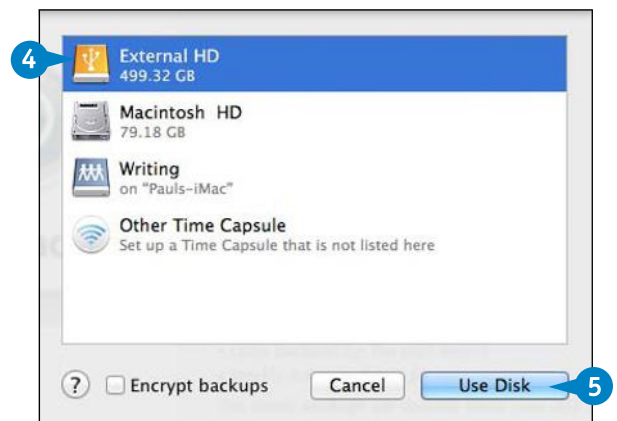 4
External HD
499.32 GB
Macintosh HD
79.18 GB
Writing
on "Pauls-iMac"
Other Time Capsule
Set up a Time Capsule that is not listed here
? Encrypt backups Cancel Use Disk 5